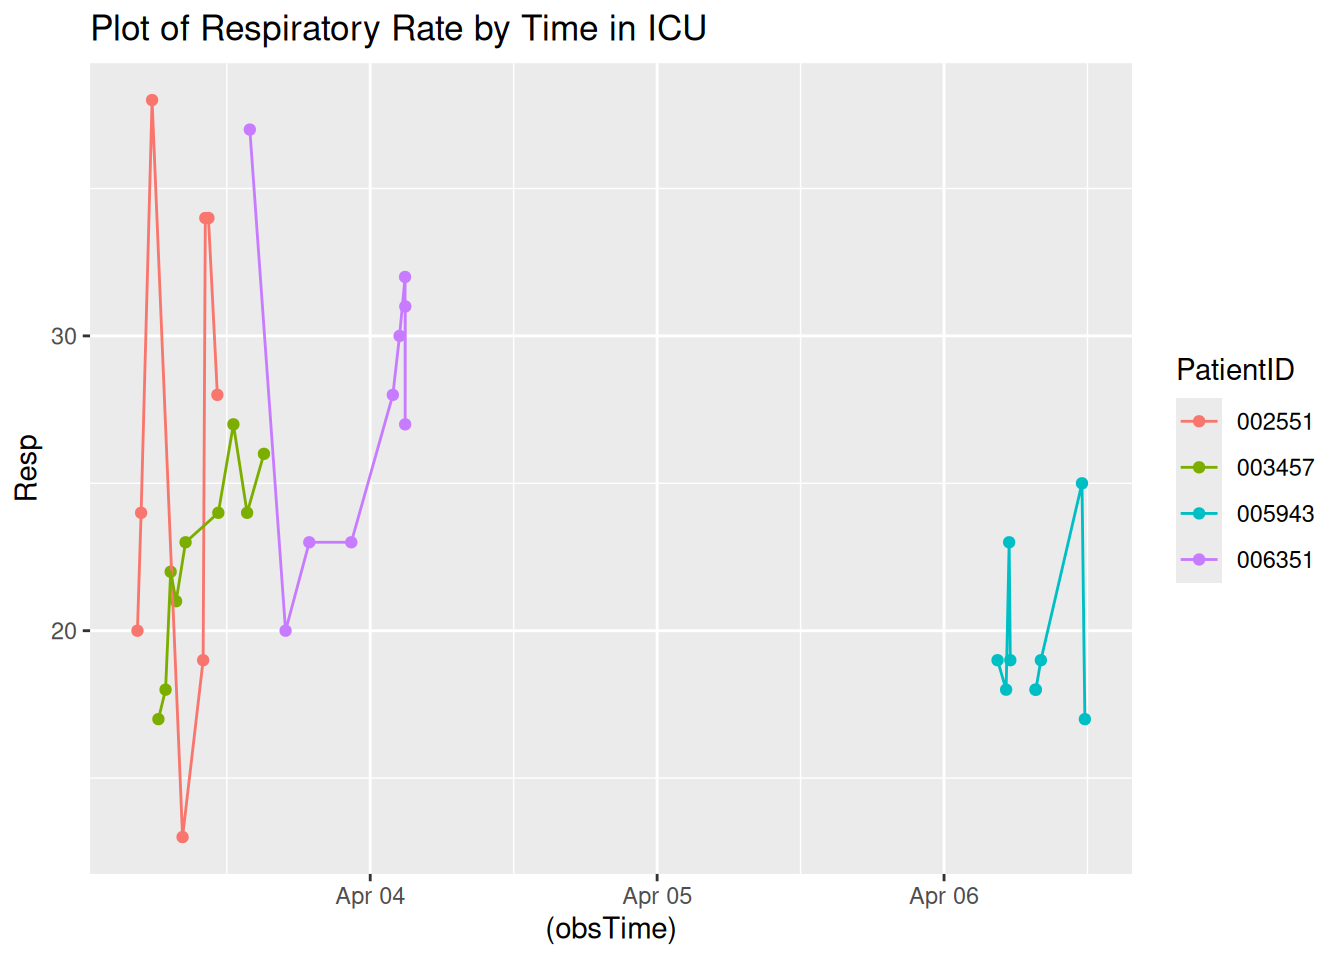 Plot of Respiratory Rate by Time in ICU
Resp
30
20
Apr 04
Apr 05
Apr 06
(obsTime)
PatientID
002551
003457
005943
006351